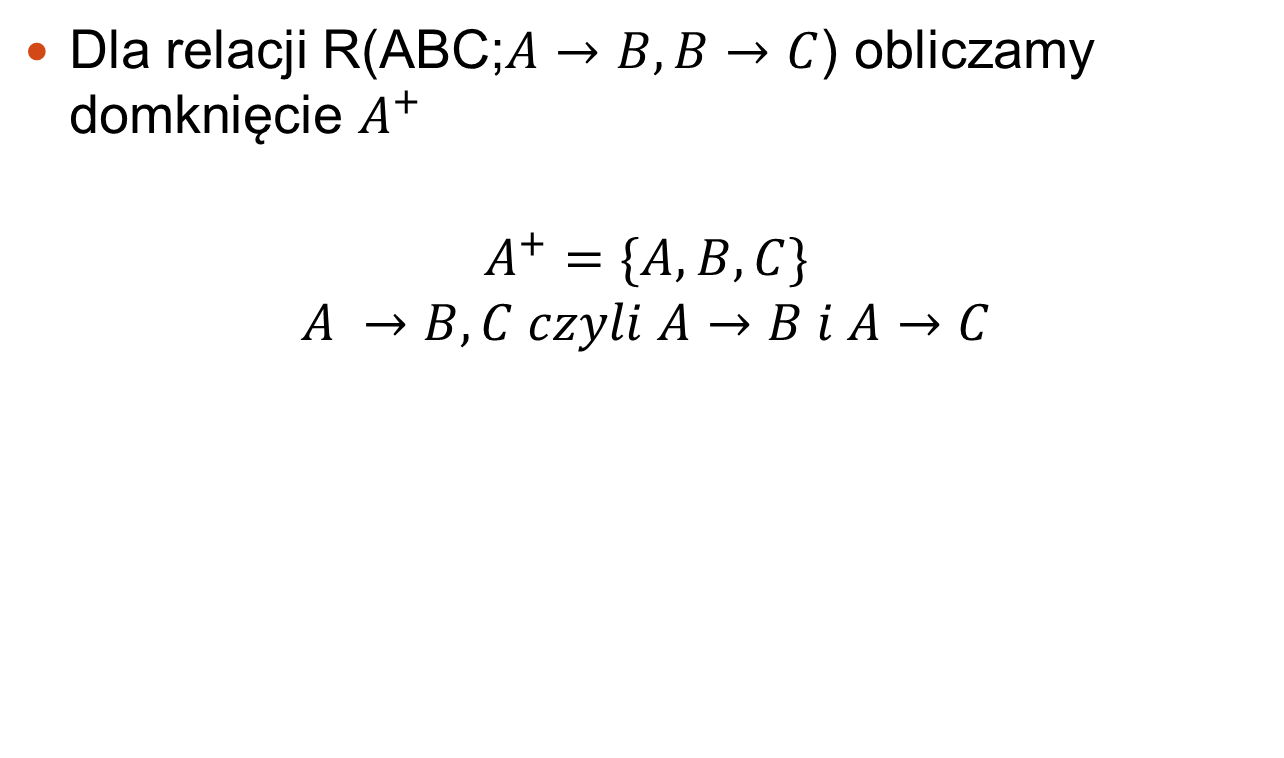 • Dla relacji R(ABC;A → B, B → C) obliczamy
domknięcie A⁺
A⁺ = {A, B, C}
A → B, C czyli A → B i A → C